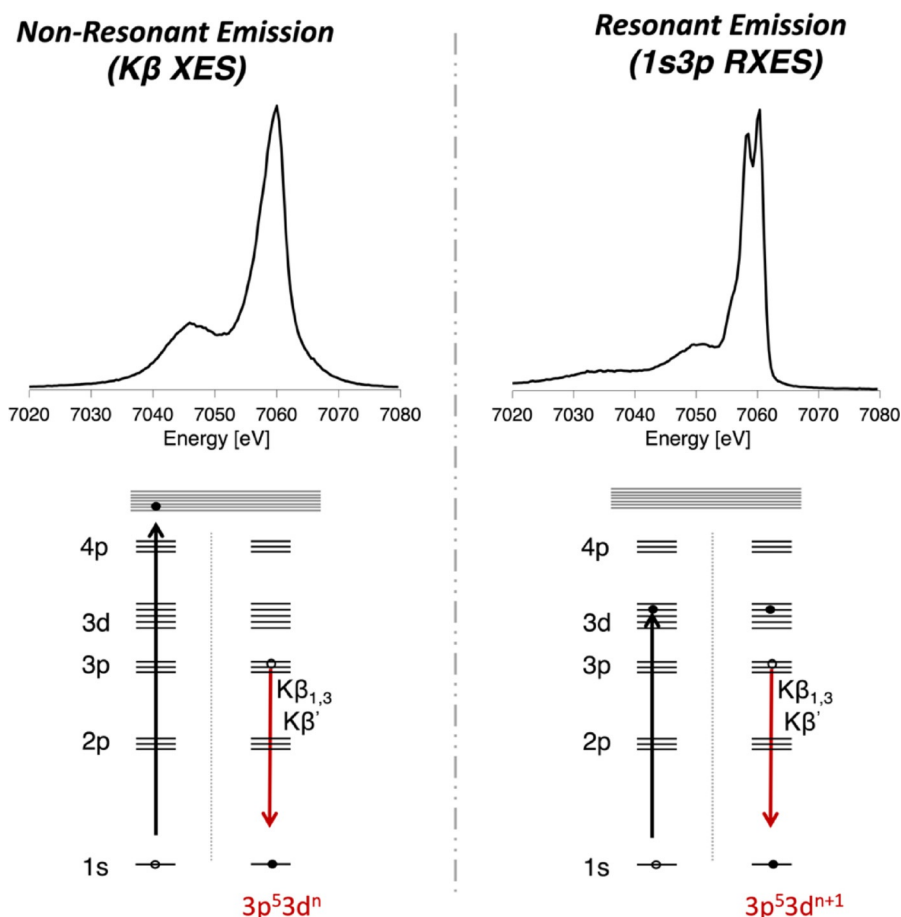 Non-Resonant Emission
(Kβ XES)
7020 7030 7040 7050 7060 7070 7080
Energy [eV]
4p
3d
3p
Kβ1,3
Kβ'
2p
1s
3p⁵3dⁿ
Resonant Emission
(1s3p RXES)
7020 7030 7040 7050 7060 7070 7080
Energy [eV]
4p
3d
3p
Kβ1,3
Kβ'
2p
1s
3p⁵3dⁿ⁺¹